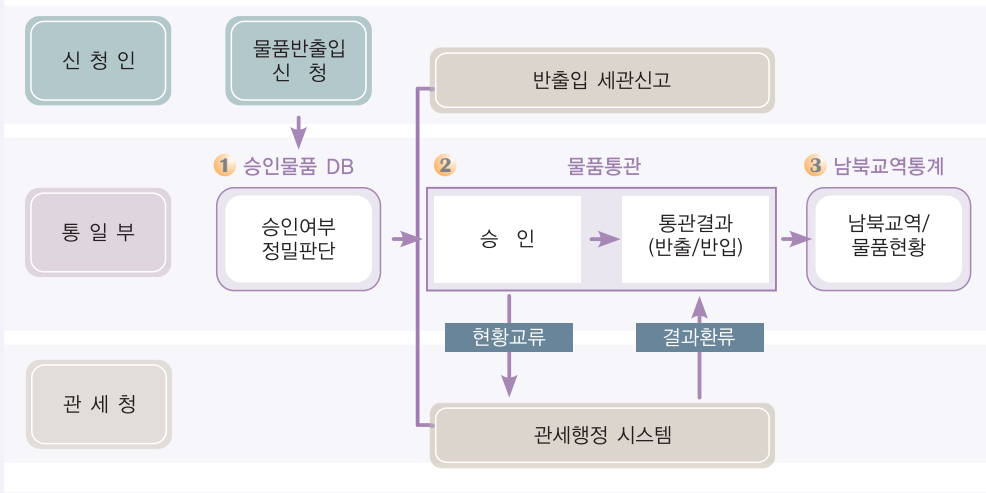 신 청 인
물품반출입
신 청
반출입 세관신고
1 승인물품 DB
2 물품통관
3 남북교역통계
통 일 부
승인여부
정밀판단
승 인
통관결과
(반출/반입)
남북교역/
물품현황
현황교류
결과환류
관 세 청
관세행정 시스템